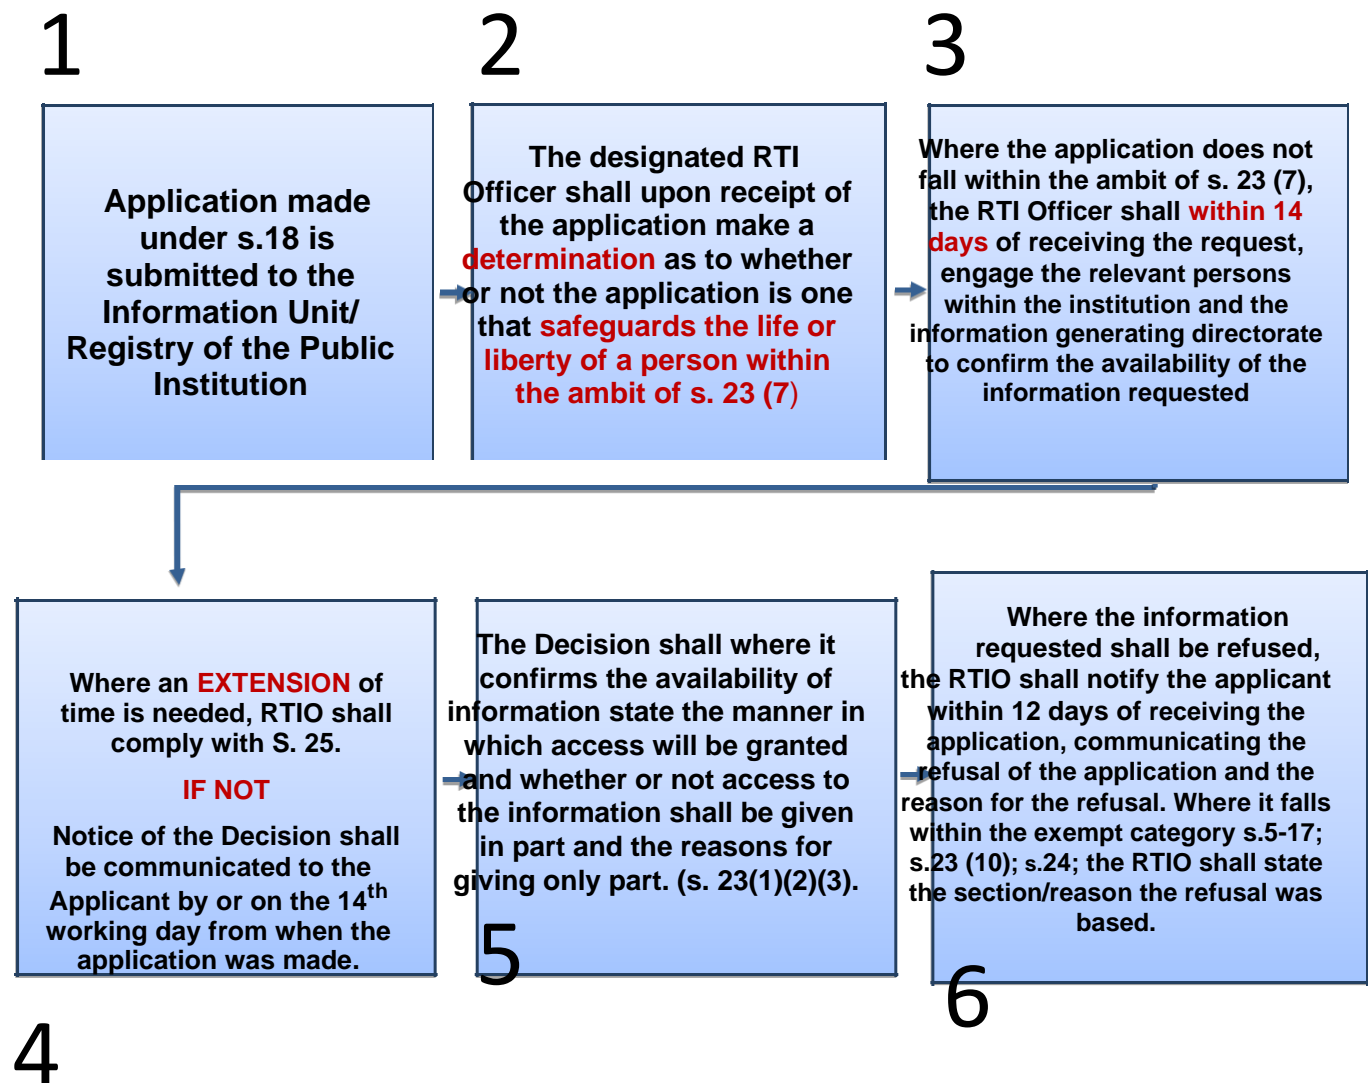 1
Application made
under s.18 is
submitted to the
Information Unit/
Registry of the Public
Institution
2
The designated RTI
Officer shall upon receipt of
the application make a
determination as to whether
or not the application is one
that safeguards the life or
liberty of a person within
the ambit of s. 23 (7)
3
Where the application does not
fall within the ambit of s. 23 (7),
the RTI Officer shall within 14
days of receiving the request,
engage the relevant persons
within the institution and the
information generating directorate
to confirm the availability of the
information requested
Where an EXTENSION of
time is needed, RTIO shall
comply with S. 25.
IF NOT
Notice of the Decision shall
be communicated to the
Applicant by or on the 14th
working day from when the
application was made.
4
The Decision shall where it
confirms the availability of
information state the manner in
which access will be granted
and whether or not access to
the information shall be given
in part and the reasons for
giving only part. (s. 23(1)(2)(3).
5
Where the information
requested shall be refused,
the RTIO shall notify the applicant
within 12 days of receiving the
application, communicating the
refusal of the application and the
reason for the refusal. Where it falls
within the exempt category s.5-17;
s.23 (10); s.24; the RTIO shall state
the section/reason the refusal was
based.
6